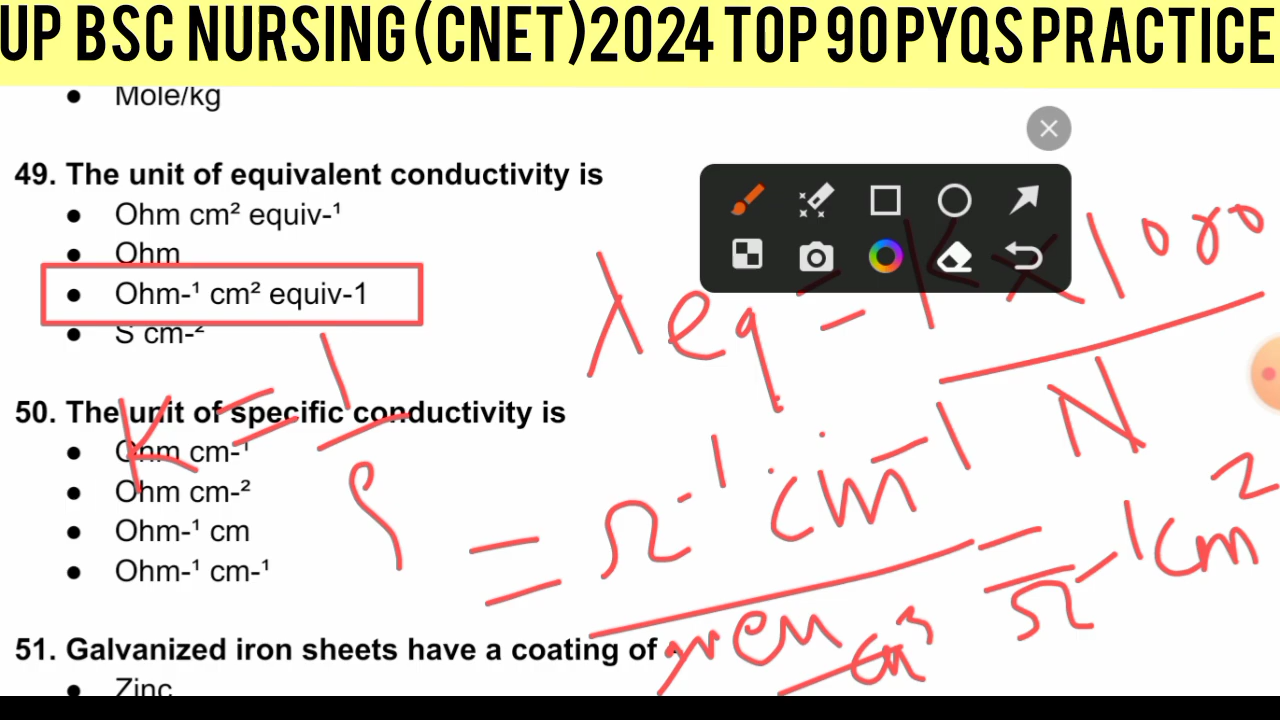 UP BSC NURSING (CNET) 2024 TOP 90 PYQS PRACTICE
● Mole/kg
49. The unit of equivalent conductivity is
● Ohm cm² equiv-¹
● Ohm
● Ohm-¹ cm² equiv-1
● S cm-²
λeq = K × 1000
N
50. The unit of specific conductivity is
K = 1
ρ
● Ohm cm-¹
● Ohm cm-²
● Ohm-¹ cm
● Ohm-¹ cm-¹
= Ω-¹ cm-¹
cm³
= Ω-¹ cm²
51. Galvanized iron sheets have a coating of -
● Zinc